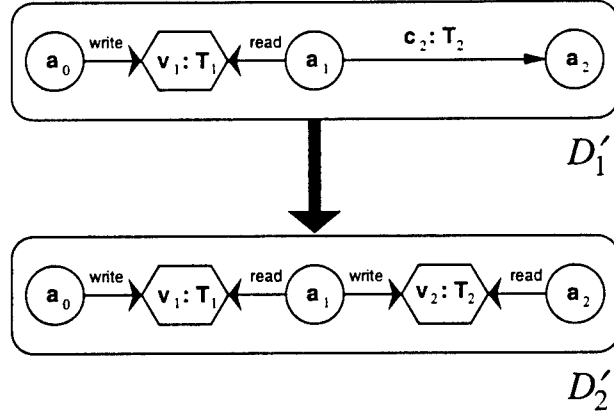 write read c₂: T₂
a₀ v₁: T₁ a₁ a₂
D₁′
write read write read
a₀ v₁: T₁ a₁ v₂: T₂ a₂
D₂′